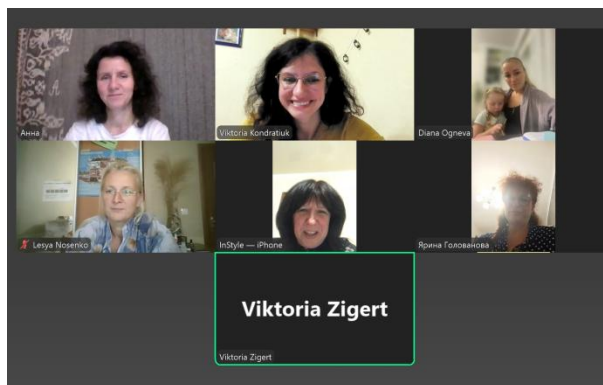 Анна
Viktoria Kondratiuk
Diana Ogneva
Lesya Nosenko
InStyle — iPhone
Ярина Голованова
Viktoria Zigert
Viktoria Zigert